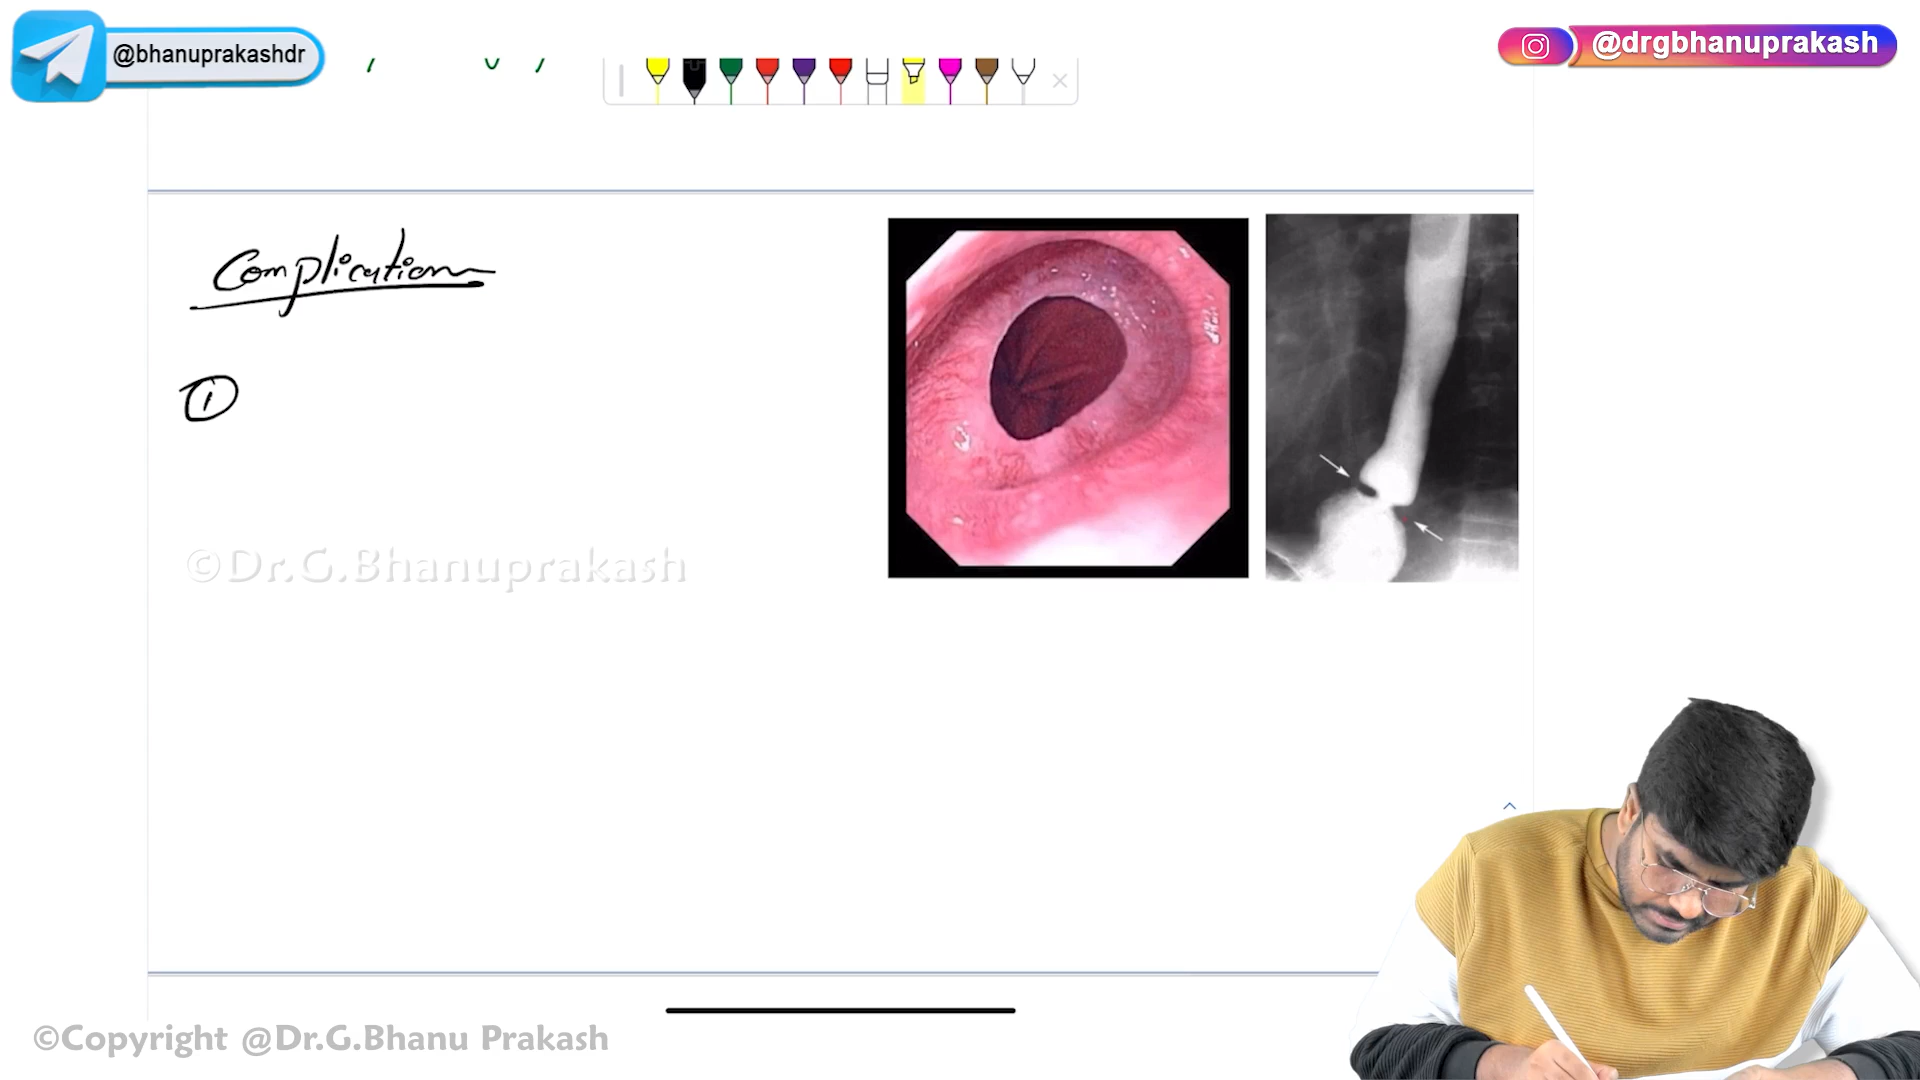 @bhanuprakashdr
@drgbhanuprakash
Complication
①
©Dr.G.Bhanuprakash
©Copyright @Dr.G.Bhanu Prakash